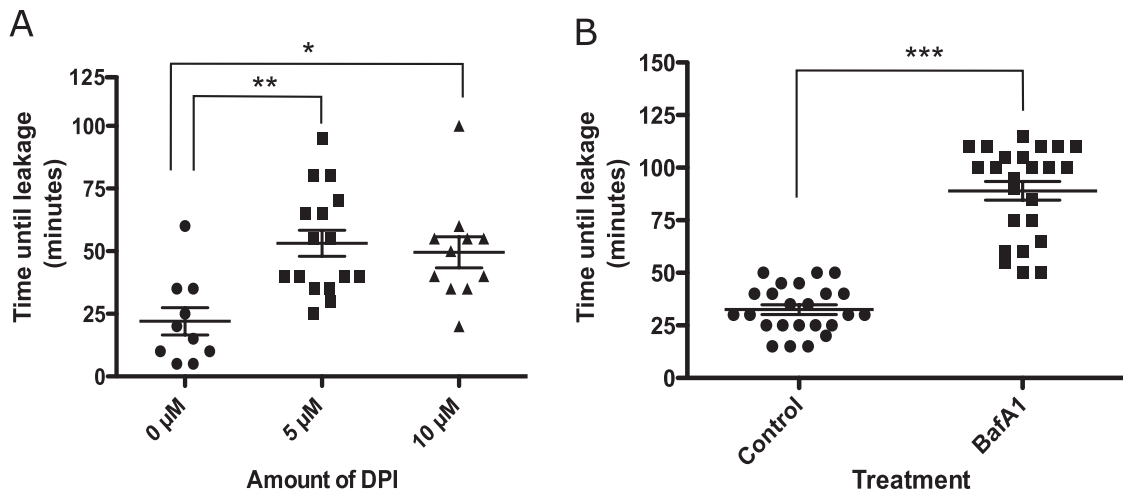 A
*
**
Time until leakage
(minutes)
125
100
75
50
25
0
0 µM
5 µM
10 µM
Amount of DPI
B
***
Time until leakage
(minutes)
150
125
100
75
50
25
0
Control
BafA1
Treatment